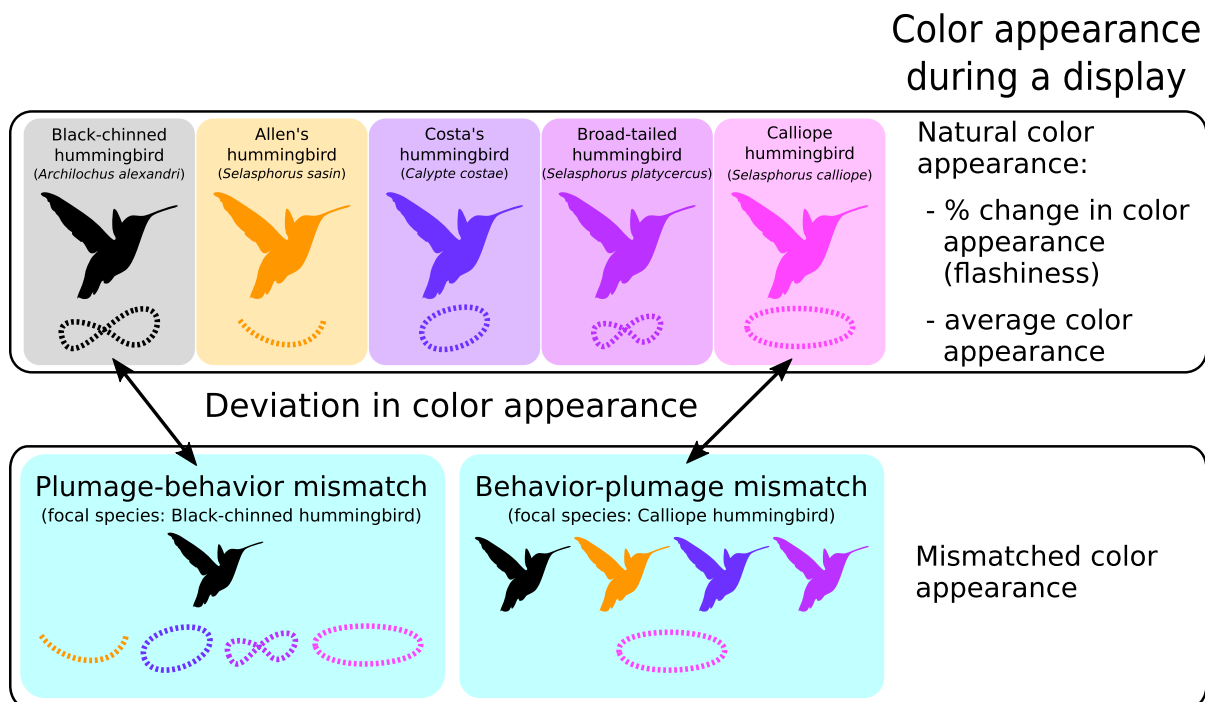 Color appearance
during a display
Black-chinned
hummingbird
(Archilochus alexandri)
Allen's
hummingbird
(Selasphorus sasin)
Costa's
hummingbird
(Calypte costae)
Broad-tailed
hummingbird
(Selasphorus platycercus)
Calliope
hummingbird
(Selasphorus calliope)
Natural color
appearance:
- % change in color
appearance
(flashiness)
- average color
appearance
Deviation in color appearance
Plumage-behavior mismatch
(focal species: Black-chinned hummingbird)
Behavior-plumage mismatch
(focal species: Calliope hummingbird)
Mismatched color
appearance